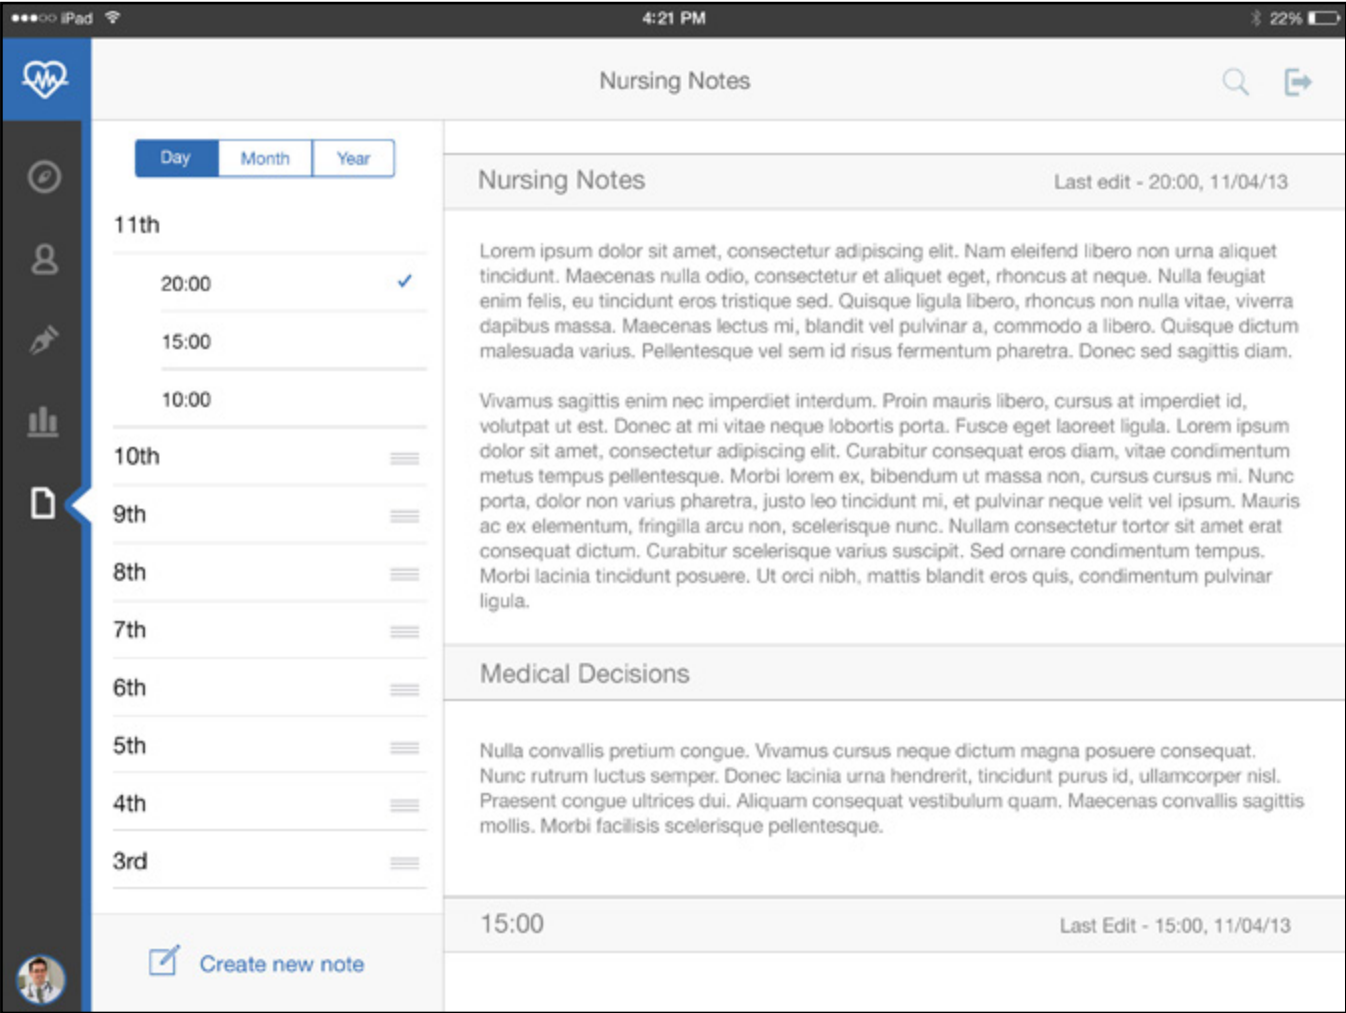 iPad 4:21 PM 22%
Nursing Notes
Day Month Year
11th
20:00
15:00
10:00
10th
9th
8th
7th
6th
5th
4th
3rd
Create new note
Nursing Notes Last edit - 20:00, 11/04/13
Lorem ipsum dolor sit amet, consectetur adipiscing elit. Nam eleifend libero non urna aliquet
tincidunt. Maecenas nulla odio, consectetur et aliquet eget, rhoncus at neque. Nulla feugiat
enim felis, eu tincidunt eros tristique sed. Quisque ligula libero, rhoncus non nulla vitae, viverra
dapibus massa. Maecenas lectus mi, blandit vel pulvinar a, commodo a libero. Quisque dictum
malesuada varius. Pellentesque vel sem id risus fermentum pharetra. Donec sed sagittis diam.
Vivamus sagittis enim nec imperdiet interdum. Proin mauris libero, cursus at imperdiet id,
volutpat ut est. Donec at mi vitae neque lobortis porta. Fusce eget laoreet ligula. Lorem ipsum
dolor sit amet, consectetur adipiscing elit. Curabitur consequat eros diam, vitae condimentum
metus tempus pellentesque. Morbi lorem ex, bibendum ut massa non, cursus cursus mi. Nunc
porta, dolor non varius pharetra, justo leo tincidunt mi, et pulvinar neque velit vel ipsum. Mauris
ac ex elementum, fringilla arcu non, scelerisque nunc. Nullam consectetur tortor sit amet erat
consequat dictum. Curabitur scelerisque varius suscipit. Sed ornare condimentum tempus.
Morbi lacinia tincidunt posuere. Ut orci nibh, mattis blandit eros quis, condimentum pulvinar
ligula.
Medical Decisions
Nulla convallis pretium congue. Vivamus cursus neque dictum magna posuere consequat.
Nunc rutrum luctus semper. Donec lacinia urna hendrerit, tincidunt purus id, ullamcorper nisl.
Praesent congue ultrices dui. Aliquam consequat vestibulum quam. Maecenas convallis sagittis
mollis. Morbi facilisis scelerisque pellentesque.
15:00 Last Edit - 15:00, 11/04/13